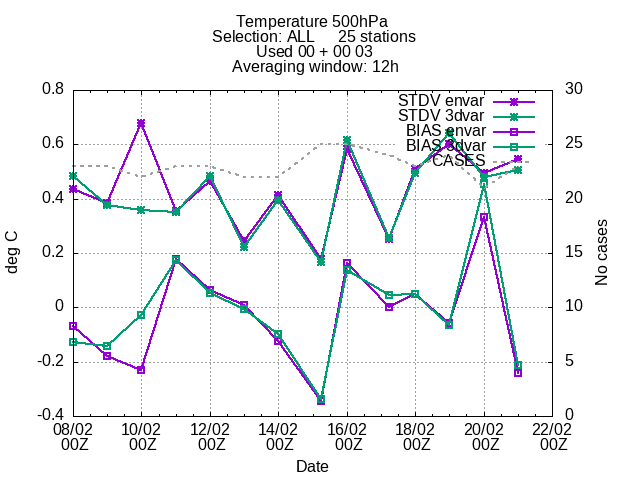 Temperature 500hPa
Selection: ALL 25 stations
Used 00 + 00 03
Averaging window: 12h
STDV envar
STDV 3dvar
BIAS envar
BIAS 3dvar
CASES
0.8
0.6
0.4
0.2
0
-0.2
-0.4
deg C
30
25
20
15
10
5
0
No cases
08/02 10/02 12/02 14/02 16/02 18/02 20/02 22/02
00Z 00Z 00Z 00Z 00Z 00Z 00Z 00Z
Date